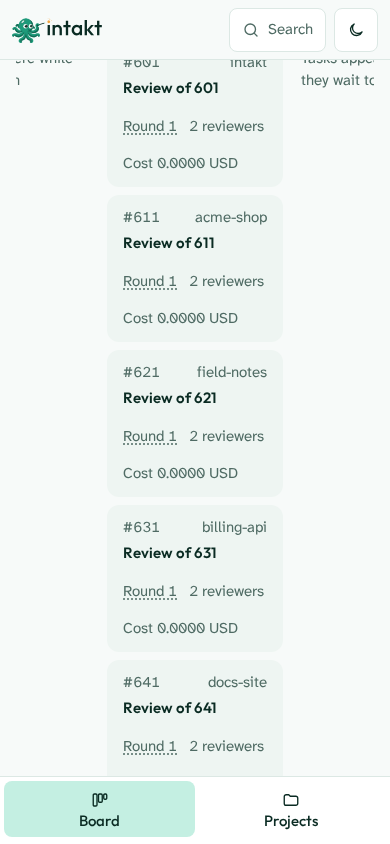 intakt
Search
#601 intakt
Review of 601
Round 1 2 reviewers
Cost 0.0000 USD
#611 acme-shop
Review of 611
Round 1 2 reviewers
Cost 0.0000 USD
#621 field-notes
Review of 621
Round 1 2 reviewers
Cost 0.0000 USD
#631 billing-api
Review of 631
Round 1 2 reviewers
Cost 0.0000 USD
#641 docs-site
Review of 641
Round 1 2 reviewers
they wait to
Board
Projects